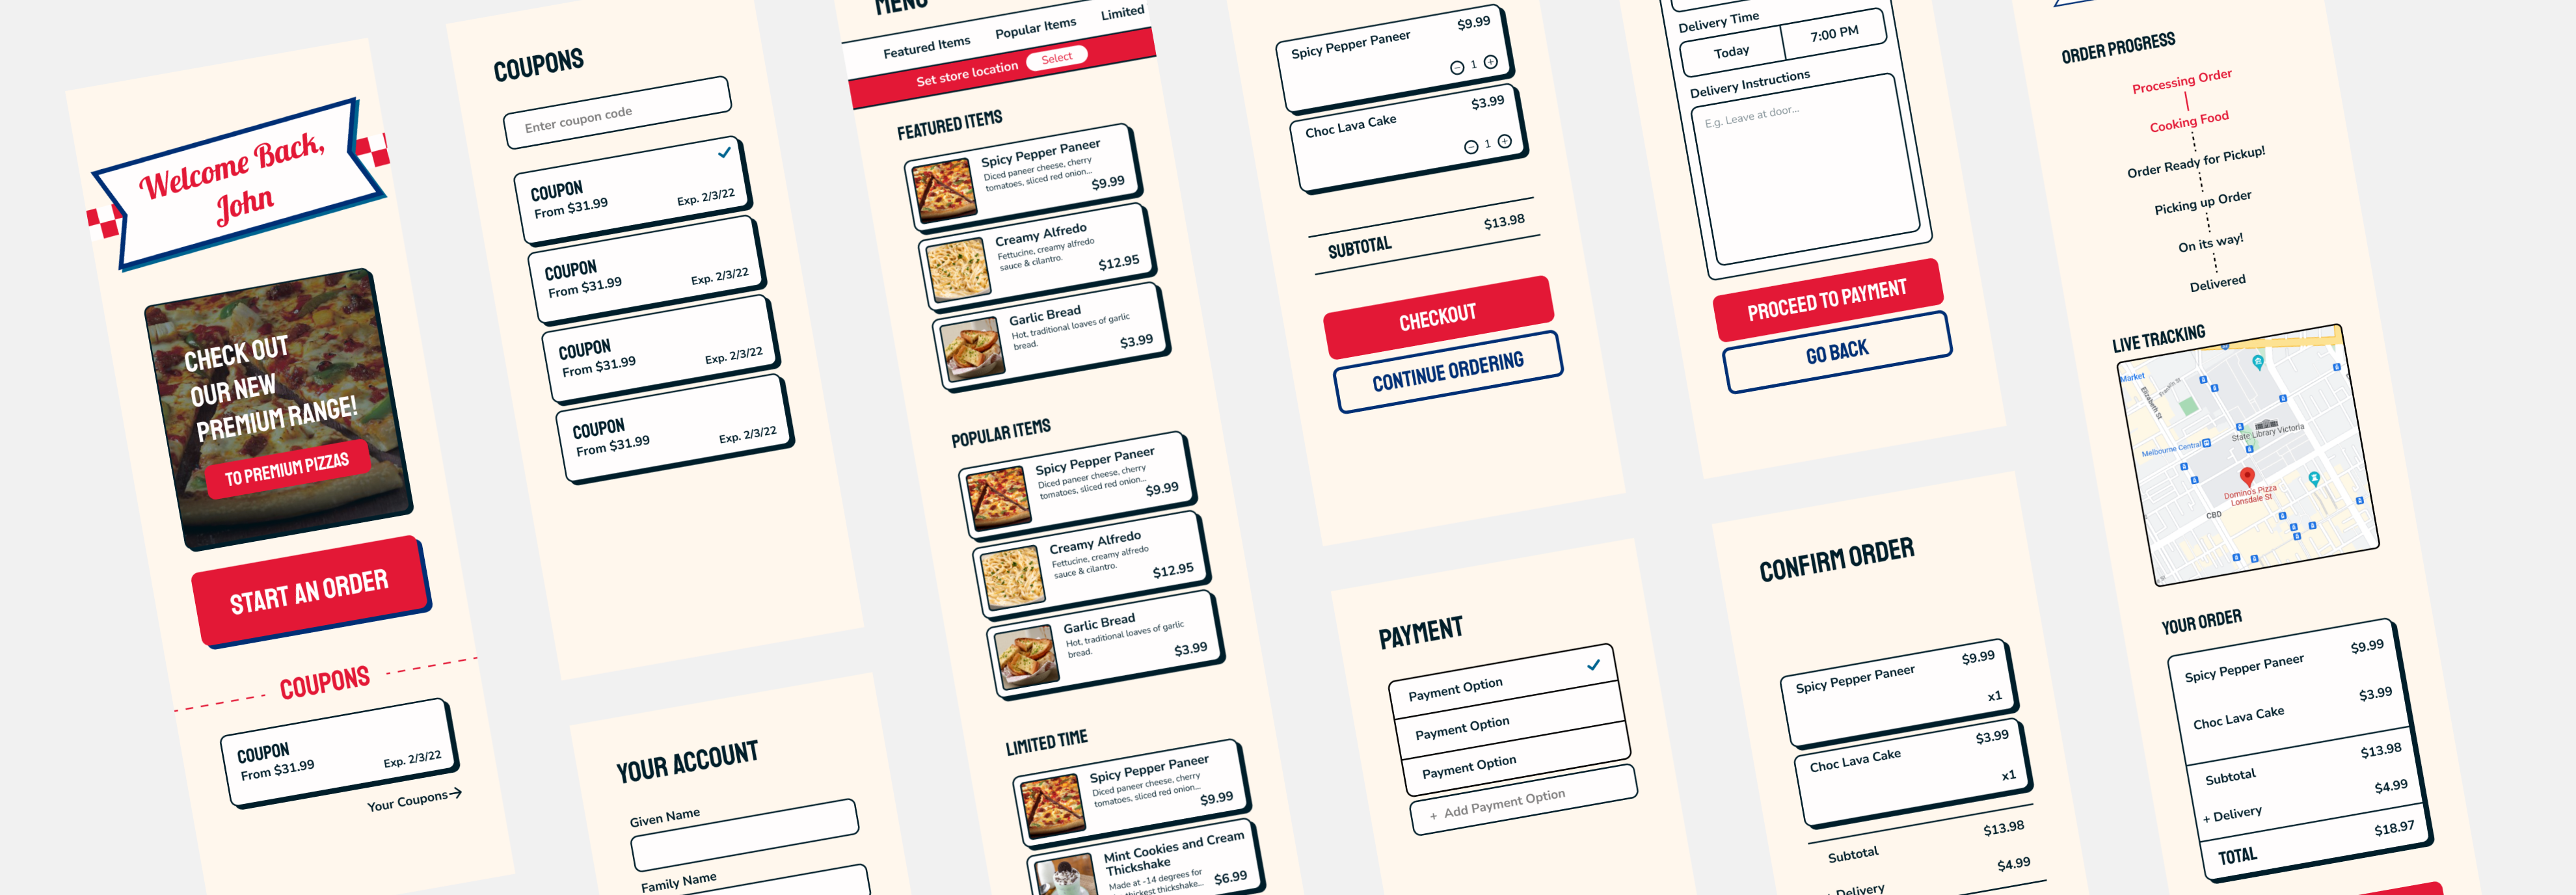 Welcome Back,
John
CHECK OUT
OUR NEW
PREMIUM RANGE!
TO PREMIUM PIZZAS
START AN ORDER
COUPONS
COUPON
From $31.99
Exp. 2/3/22
Your Coupons→
COUPONS
Enter coupon code
COUPON
From $31.99
Exp. 2/3/22
COUPON
From $31.99
Exp. 2/3/22
COUPON
From $31.99
Exp. 2/3/22
COUPON
From $31.99
Exp. 2/3/22
YOUR ACCOUNT
Given Name
Family Name
MENU
Featured Items
Popular Items
Limited
Set store location
Select
FEATURED ITEMS
Spicy Pepper Paneer
Diced paneer cheese, cherry
tomatoes, sliced red onion...
$9.99
Creamy Alfredo
Fettucine, creamy alfredo
sauce & cilantro.
$12.95
Garlic Bread
Hot, traditional loaves of garlic
bread.
$3.99
POPULAR ITEMS
Spicy Pepper Paneer
Diced paneer cheese, cherry
tomatoes, sliced red onion...
$9.99
Creamy Alfredo
Fettucine, creamy alfredo
sauce & cilantro.
$12.95
Garlic Bread
Hot, traditional loaves of garlic
bread.
$3.99
LIMITED TIME
Spicy Pepper Paneer
Diced paneer cheese, cherry
tomatoes, sliced red onion...
$9.99
Mint Cookies and Cream
Thickshake
Made at -14 degrees for
thickest thickshake...
$6.99
Spicy Pepper Paneer
$9.99
1
Choc Lava Cake
$3.99
1
SUBTOTAL
$13.98
CHECKOUT
CONTINUE ORDERING
PAYMENT
Payment Option
Payment Option
Payment Option
+ Add Payment Option
Delivery Time
Today
7:00 PM
Delivery Instructions
E.g. Leave at door...
PROCEED TO PAYMENT
GO BACK
CONFIRM ORDER
Spicy Pepper Paneer
$9.99
x1
Choc Lava Cake
$3.99
x1
Subtotal
$13.98
Delivery
$4.99
ORDER PROGRESS
Processing Order
Cooking Food
Order Ready for Pickup!
Picking up Order
On its way!
Delivered
LIVE TRACKING
Market
Elizabeth St
Franklin St
State Library Victoria
Melbourne Central
Domino's Pizza
Lonsdale St
CBD
YOUR ORDER
Spicy Pepper Paneer
$9.99
Choc Lava Cake
$3.99
Subtotal
$13.98
+ Delivery
$4.99
TOTAL
$18.97